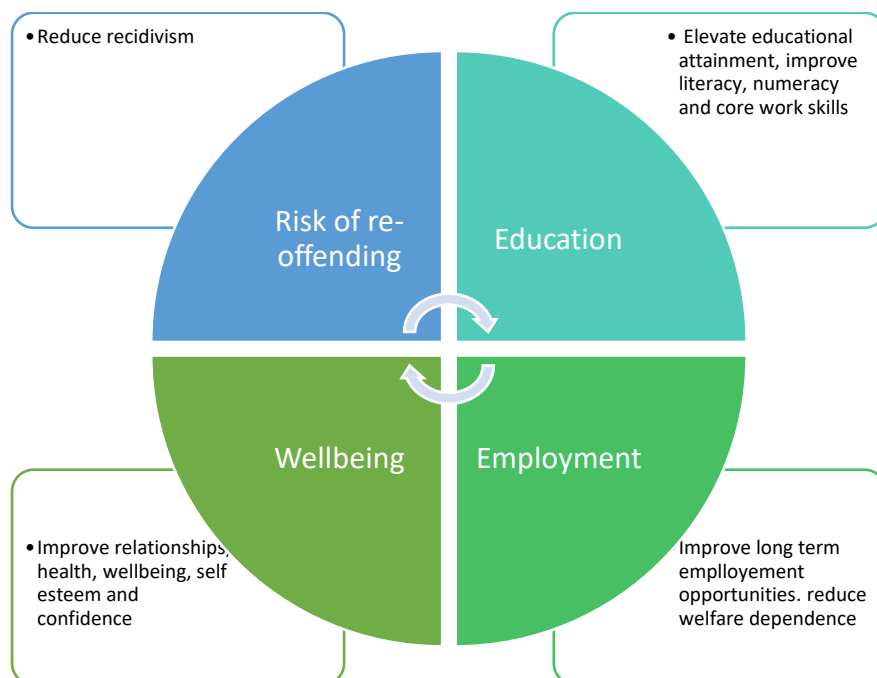 • Reduce recidivism
• Elevate educational
attainment, improve
literacy, numeracy
and core work skills
Risk of re-
offending
Education
Wellbeing
Employment
• Improve relationships,
health, wellbeing, self
esteem and
confidence
Improve long term
emplloyement
opportunities. reduce
welfare dependence